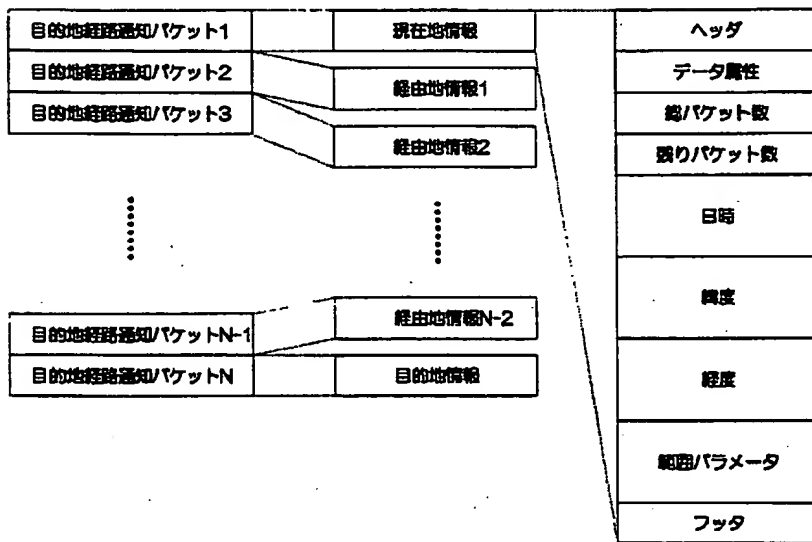 目的地経路通知パケット1
目的地経路通知パケット2
目的地経路通知パケット3
目的地経路通知パケットN-1
目的地経路通知パケットN
現在地情報
経由地情報1
経由地情報2
経由地情報N-2
目的地情報
ヘッダ
データ属性
総パケット数
残りパケット数
日時
緯度
経度
範囲パラメータ
フッタ